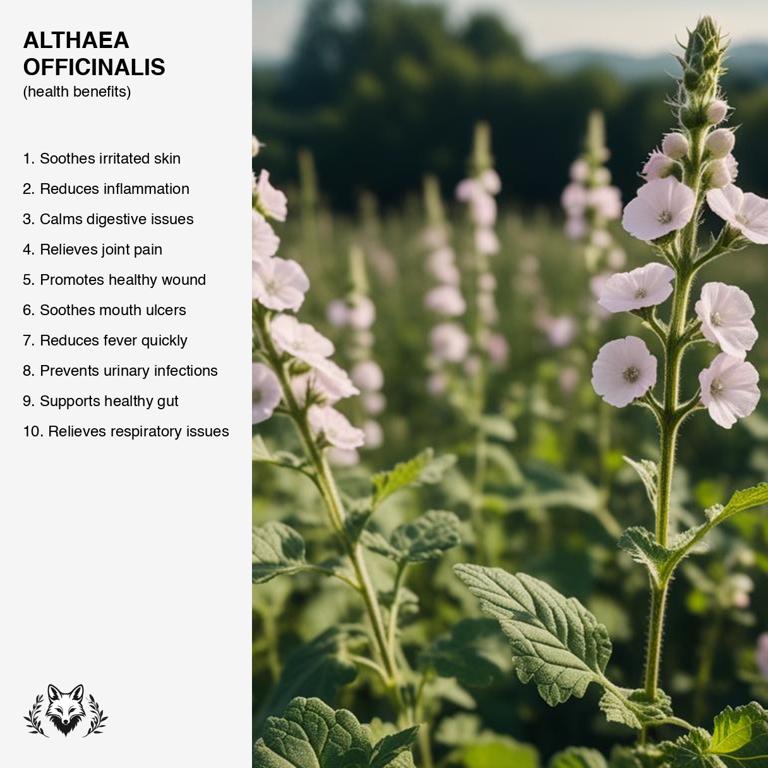 ALTHAEA
OFFICINALIS
(health benefits)
1. Soothes irritated skin
2. Reduces inflammation
3. Calms digestive issues
4. Relieves joint pain
5. Promotes healthy wound
6. Soothes mouth ulcers
7. Reduces fever quickly
8. Prevents urinary infections
9. Supports healthy gut
10. Relieves respiratory issues